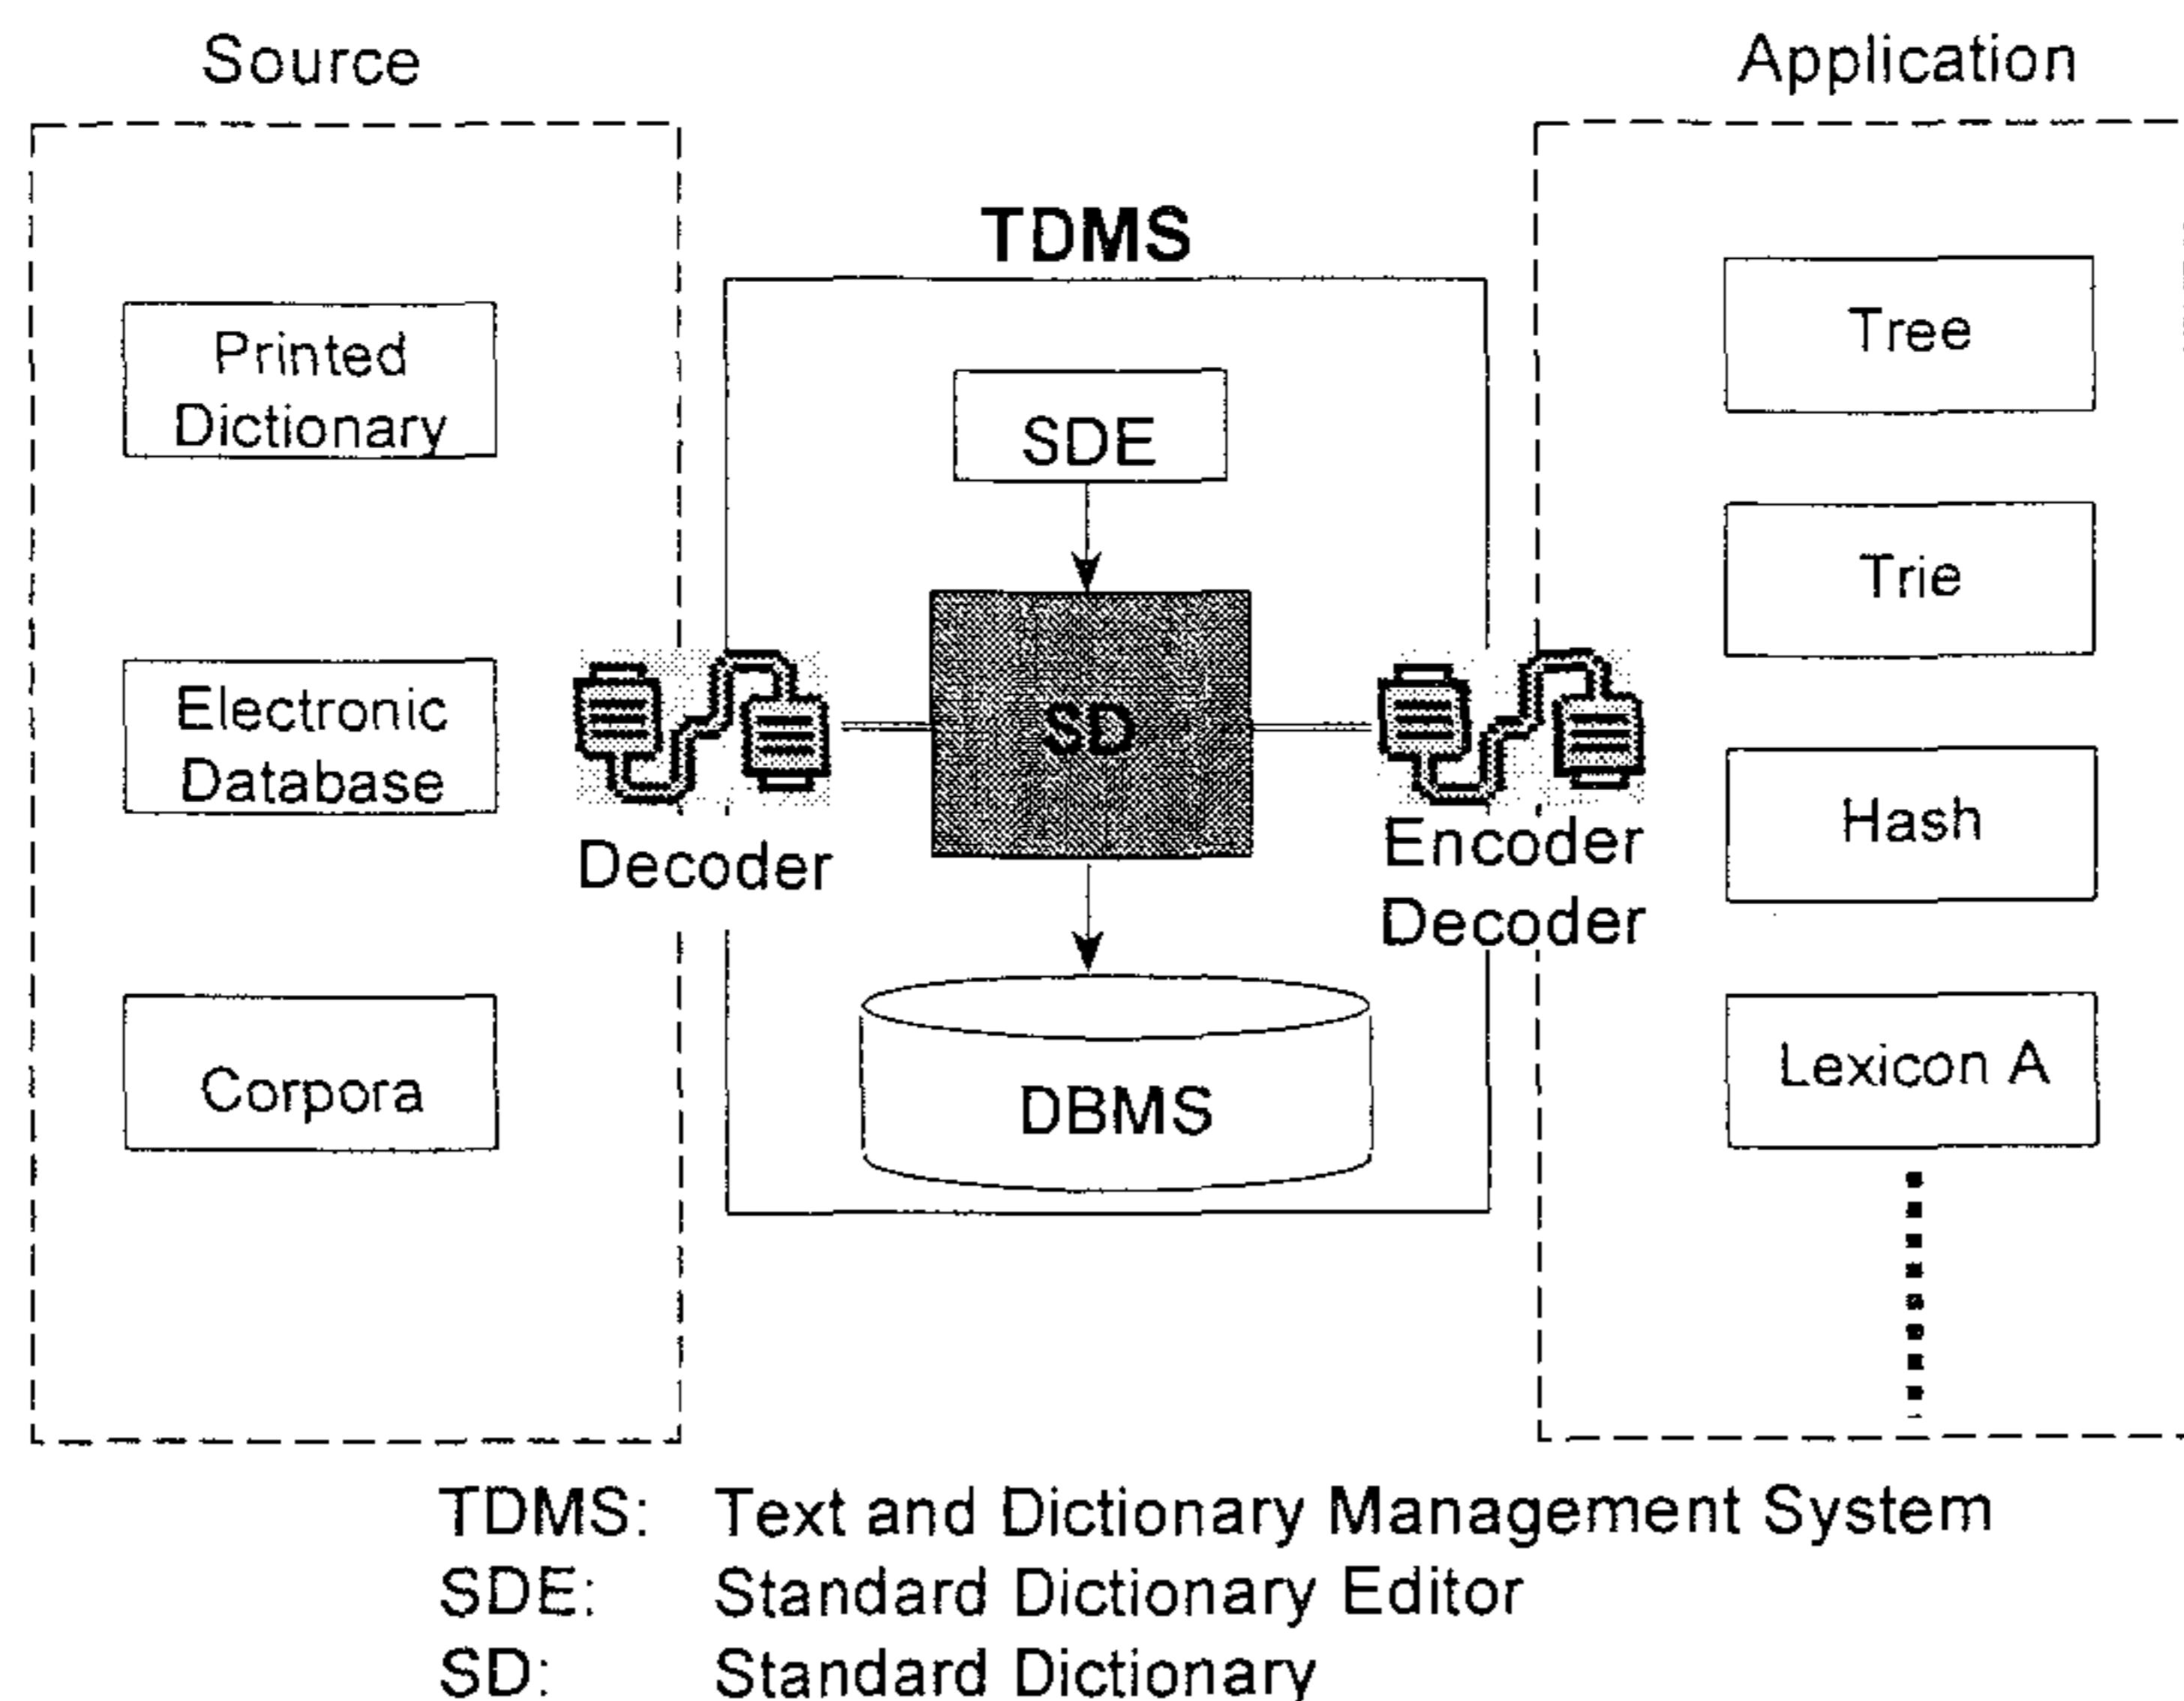 Source
Application
TDMS
Printed
Dictionary
SDE
Tree
Trie
Electronic
Database
SD
Decoder
Encoder
Decoder
Hash
Corpora
DBMS
Lexicon A
TDMS: Text and Dictionary Management System
SDE: Standard Dictionary Editor
SD: Standard Dictionary